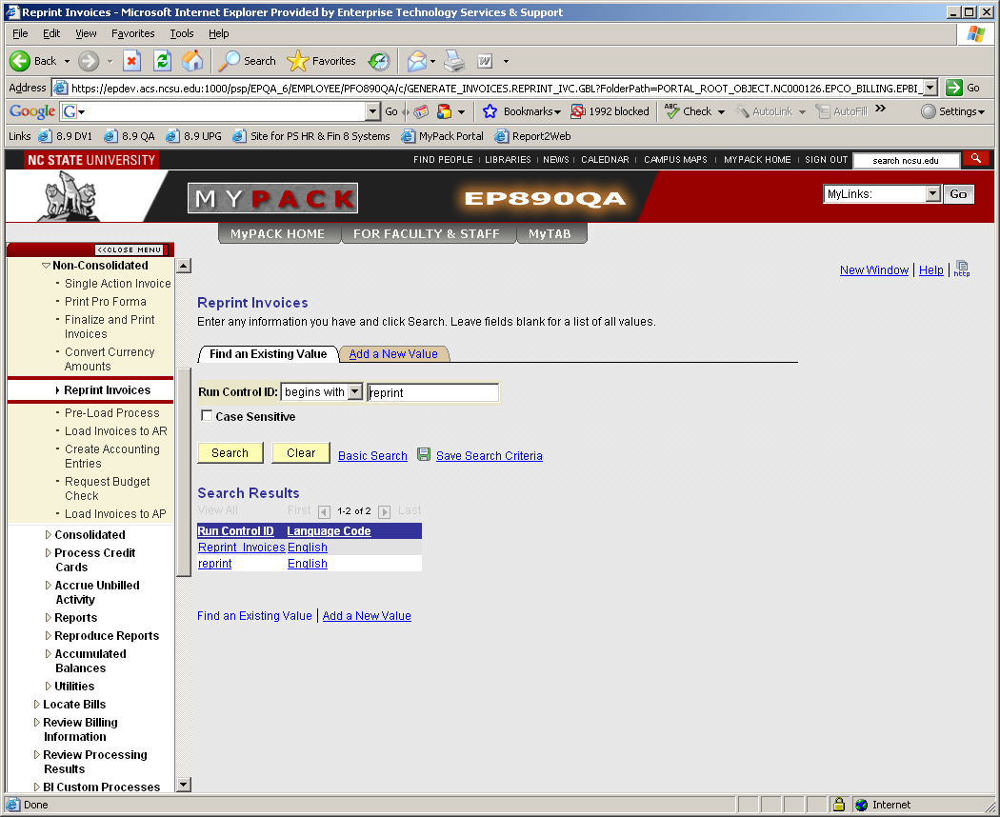 Reprint Invoices - Microsoft Internet Explorer Provided by Enterprise Technology Services & Support
File Edit View Favorites Tools Help
Back Search Favorites
Address https://epdev.acs.ncsu.edu:1000/psp/EPQA_6/EMPLOYEE/PFO890QA/c/GENERATE_INVOICES.REPRINT_IVC.GBL?FolderPath=PORTAL_ROOT_OBJECT.NC000126.EPCO_BILLING.EPBI_ Go
Google G Go Bookmarks 1992 blocked ABC Check AutoLink AutoFill » Settings
Links 8.9 DV1 8.9 QA 8.9 UPG Site for PS HR & Fin 8 Systems MyPack Portal Report2Web
NC STATE UNIVERSITY FIND PEOPLE | LIBRARIES | NEWS | CALEDNAR | CAMPUS MAPS | MYPACK HOME | SIGN OUT search ncsu.edu
MYPACK EP890QA MyLinks: Go
MyPACK HOME FOR FACULTY & STAFF MyTAB
<<CLOSE MENU
Non-Consolidated
- Single Action Invoice
- Print Pro Forma
- Finalize and Print
Invoices
- Convert Currency
Amounts
Reprint Invoices
- Pre-Load Process
- Load Invoices to AR
- Create Accounting
Entries
- Request Budget
Check
- Load Invoices to AP
Consolidated
Process Credit
Cards
Accrue Unbilled
Activity
Reports
Reproduce Reports
Accumulated
Balances
Utilities
Locate Bills
Review Billing
Information
Review Processing
Results
BI Custom Processes
New Window | Help | http
Reprint Invoices
Enter any information you have and click Search. Leave fields blank for a list of all values.
Find an Existing Value Add a New Value
Run Control ID: begins with reprint
Case Sensitive
Search Clear Basic Search Save Search Criteria
Search Results
View All First 1-2 of 2 Last
Run Control ID Language Code
Reprint_Invoices English
reprint English
Find an Existing Value | Add a New Value
Done Internet